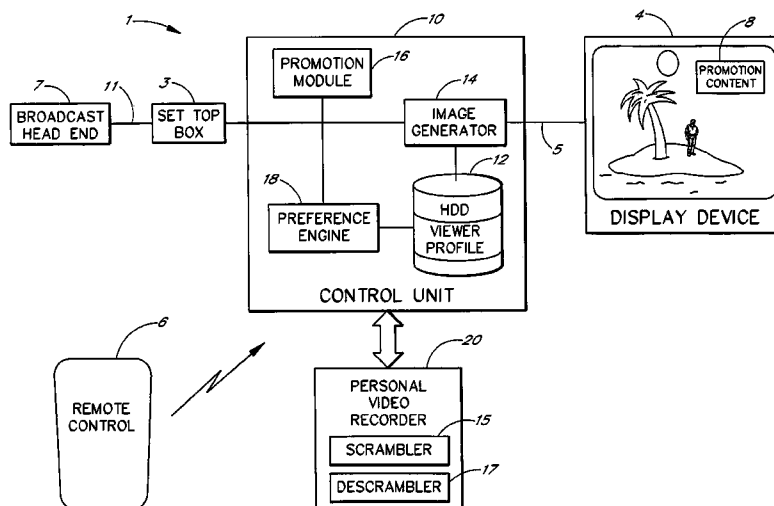 1
10
4
8
PROMOTION
MODULE
16
14
PROMOTION
CONTENT
7
11
3
BROADCAST
HEAD END
SET TOP
BOX
IMAGE
GENERATOR
5
12
18
PREFERENCE
ENGINE
HDD
VIEWER
PROFILE
DISPLAY DEVICE
CONTROL UNIT
6
20
REMOTE
CONTROL
PERSONAL
VIDEO
RECORDER
15
SCRAMBLER
17
DESCRAMBLER